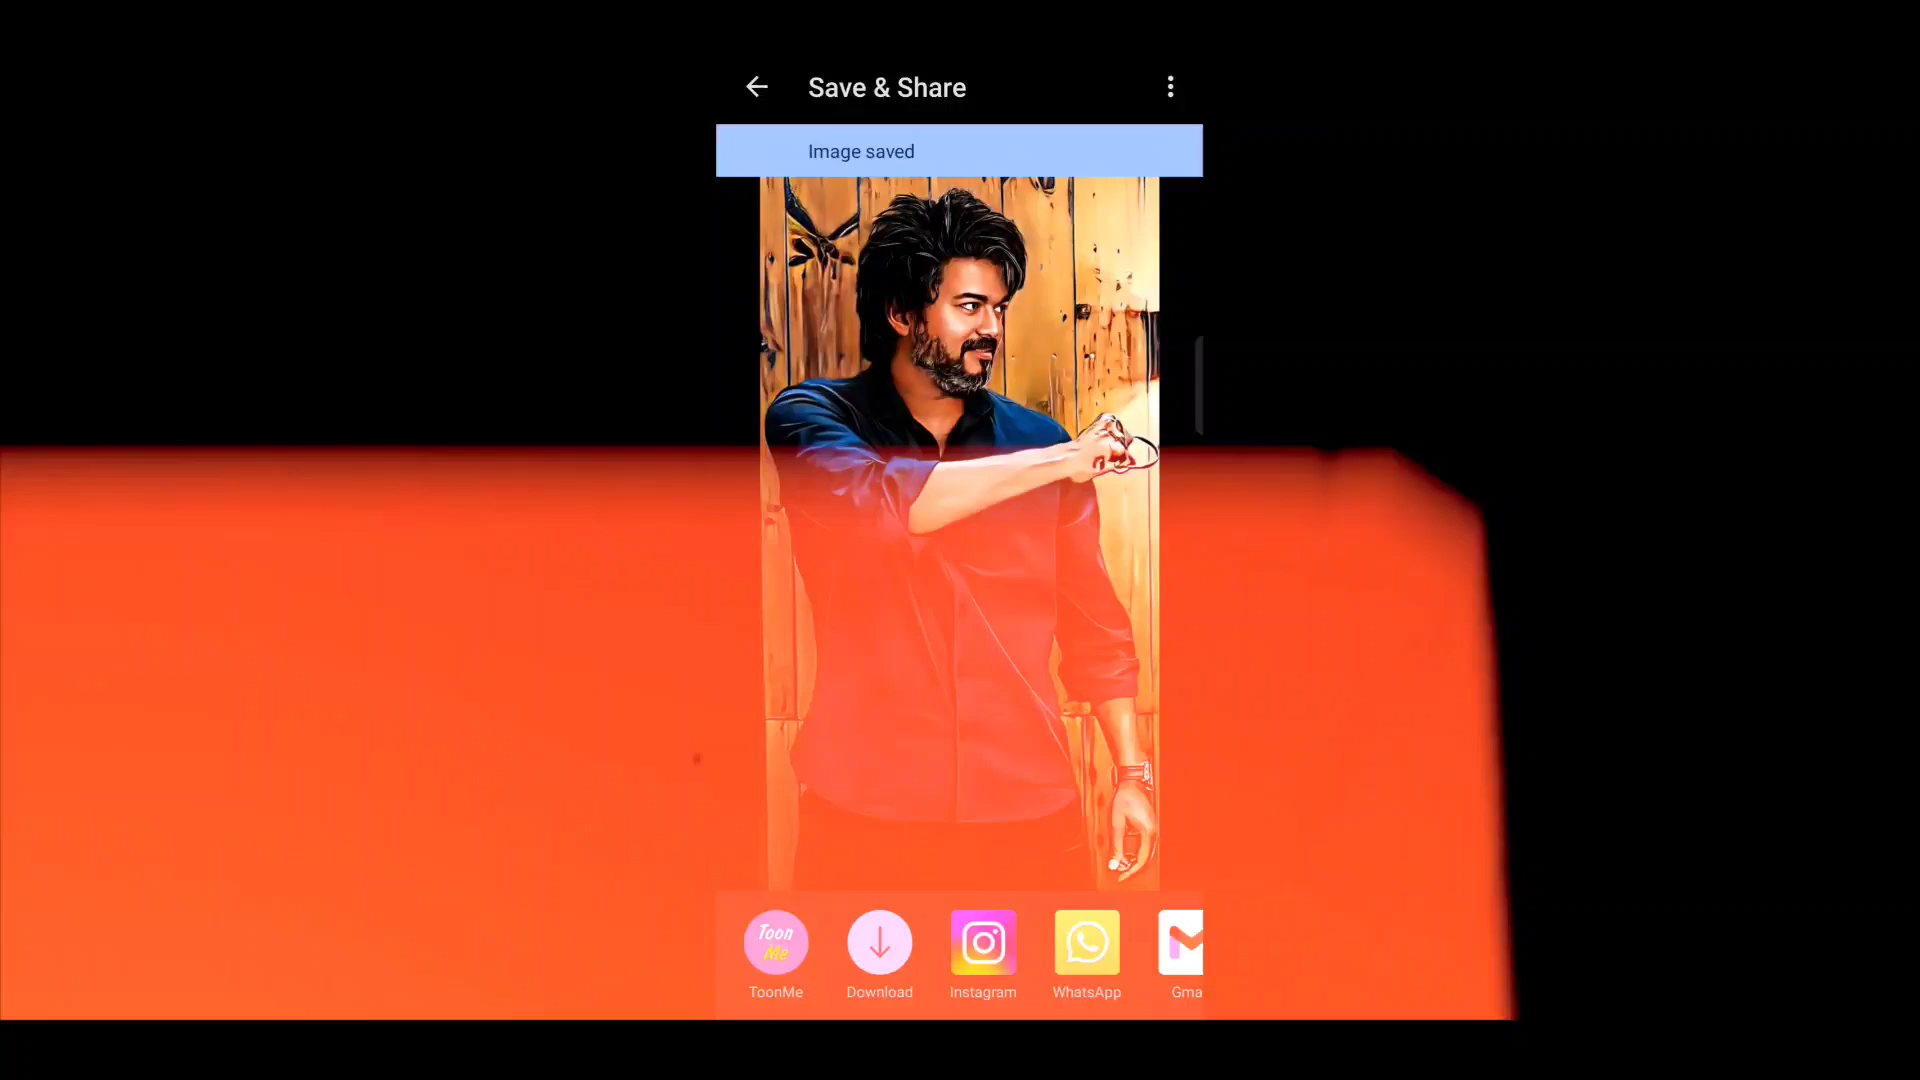 Save & Share
Image saved
Toon
Me
ToonMe
Download
Instagram
WhatsApp
Gma